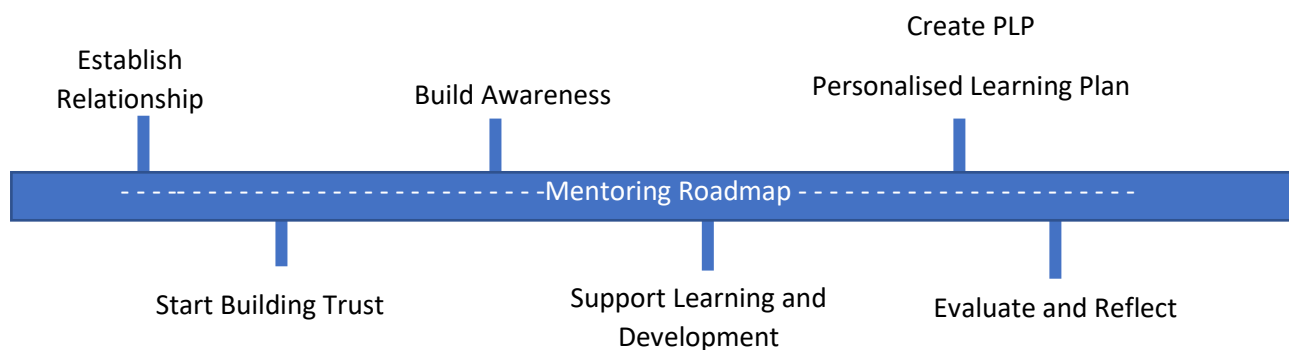 Create PLP
Establish
Relationship
Build Awareness
Personalised Learning Plan
- - - - -- - - - - - - - - - - - - - - - - - - - - - - -Mentoring Roadmap - - - - - - - - - - - - - - - - - - - - - -
Start Building Trust
Support Learning and
Development
Evaluate and Reflect